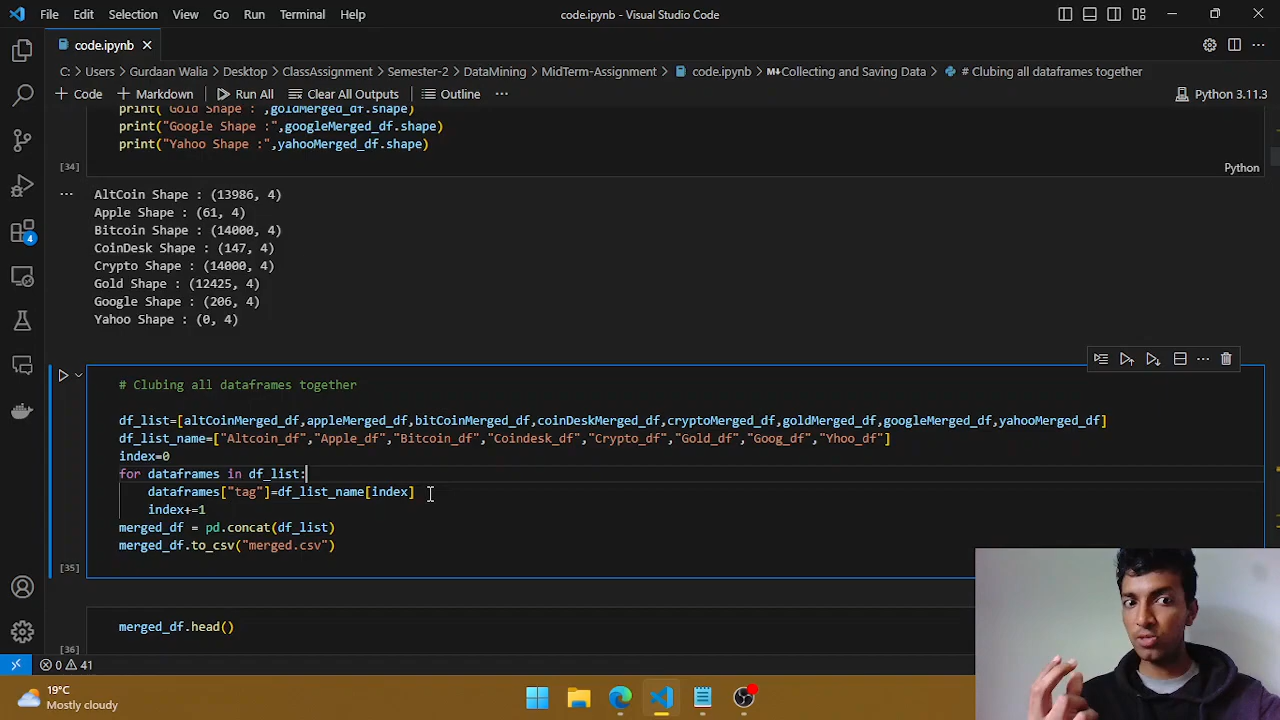 File Edit Selection View Go Run Terminal Help
code.ipynb - Visual Studio Code
code.ipynb
C: > Users > Gurdaan Walia > Desktop > ClassAssignment > Semester-2 > DataMining > MidTerm-Assignment > code.ipynb > Collecting and Saving Data > # Clubing all dataframes together
+ Code + Markdown Run All Clear All Outputs Outline ...
Python 3.11.3
print("Gold Shape : ",goldMerged_df.shape)
print("Google Shape :",googleMerged_df.shape)
print("Yahoo Shape :",yahooMerged_df.shape)
[34]
Python
AltCoin Shape : (13986, 4)
Apple Shape : (61, 4)
Bitcoin Shape : (14000, 4)
CoinDesk Shape : (147, 4)
Crypto Shape : (14000, 4)
Gold Shape : (12425, 4)
Google Shape : (206, 4)
Yahoo Shape : (0, 4)
# Clubing all dataframes together
df_list=[altCoinMerged_df,appleMerged_df,bitCoinMerged_df,coinDeskMerged_df,cryptoMerged_df,goldMerged_df,googleMerged_df,yahooMerged_df]
df_list_name=["Altcoin_df","Apple_df","Bitcoin_df","Coindesk_df","Crypto_df","Gold_df","Goog_df","Yhoo_df"]
index=0
for dataframes in df_list:
dataframes["tag"]=df_list_name[index]
index+=1
merged_df = pd.concat(df_list)
merged_df.to_csv("merged.csv")
[35]
merged_df.head()
[36]
4
0 41
19°C
Mostly cloudy